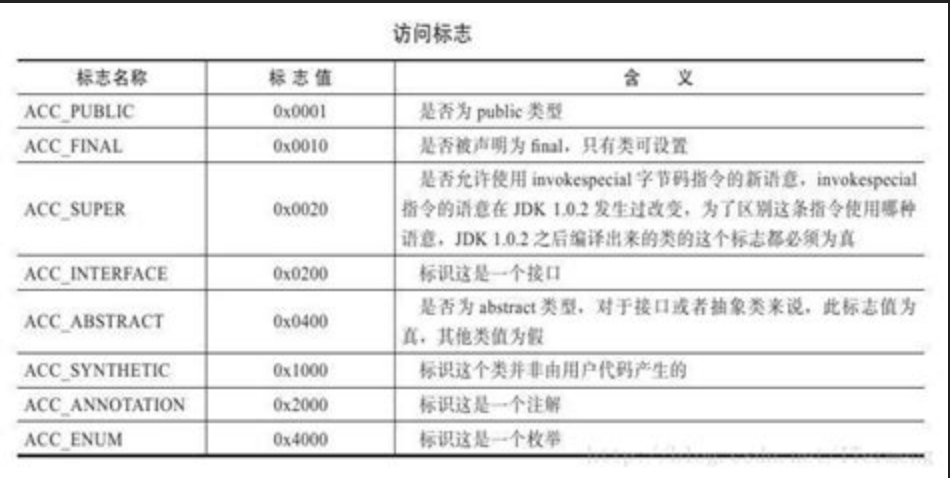 访问标志
标志名称 标 志 值 含 义
ACC_PUBLIC 0x0001 是否为 public 类型
ACC_FINAL 0x0010 是否被声明为 final，只有类可设置
是否允许使用 invokespecial 字节码指令的新语意，invokespecial
ACC_SUPER 0x0020 指令的语意在 JDK 1.0.2 发生过改变，为了区别这条指令使用哪种
语意，JDK 1.0.2 之后编译出来的类的这个标志都必须为真
ACC_INTERFACE 0x0200 标识这是一个接口
ACC_ABSTRACT 0x0400 是否为 abstract 类型，对于接口或者抽象类来说，此标志值为
真，其他类值为假
ACC_SYNTHETIC 0x1000 标识这个类并非由用户代码产生的
ACC_ANNOTATION 0x2000 标识这是一个注解
ACC_ENUM 0x4000 标识这是一个枚举